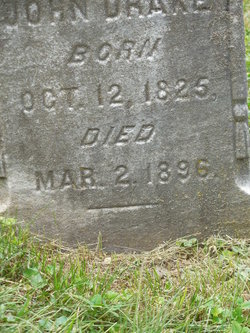 JOHN DRAKE
BORN
OCT. 12, 1825.
DIED
MAR. 2. 1896.